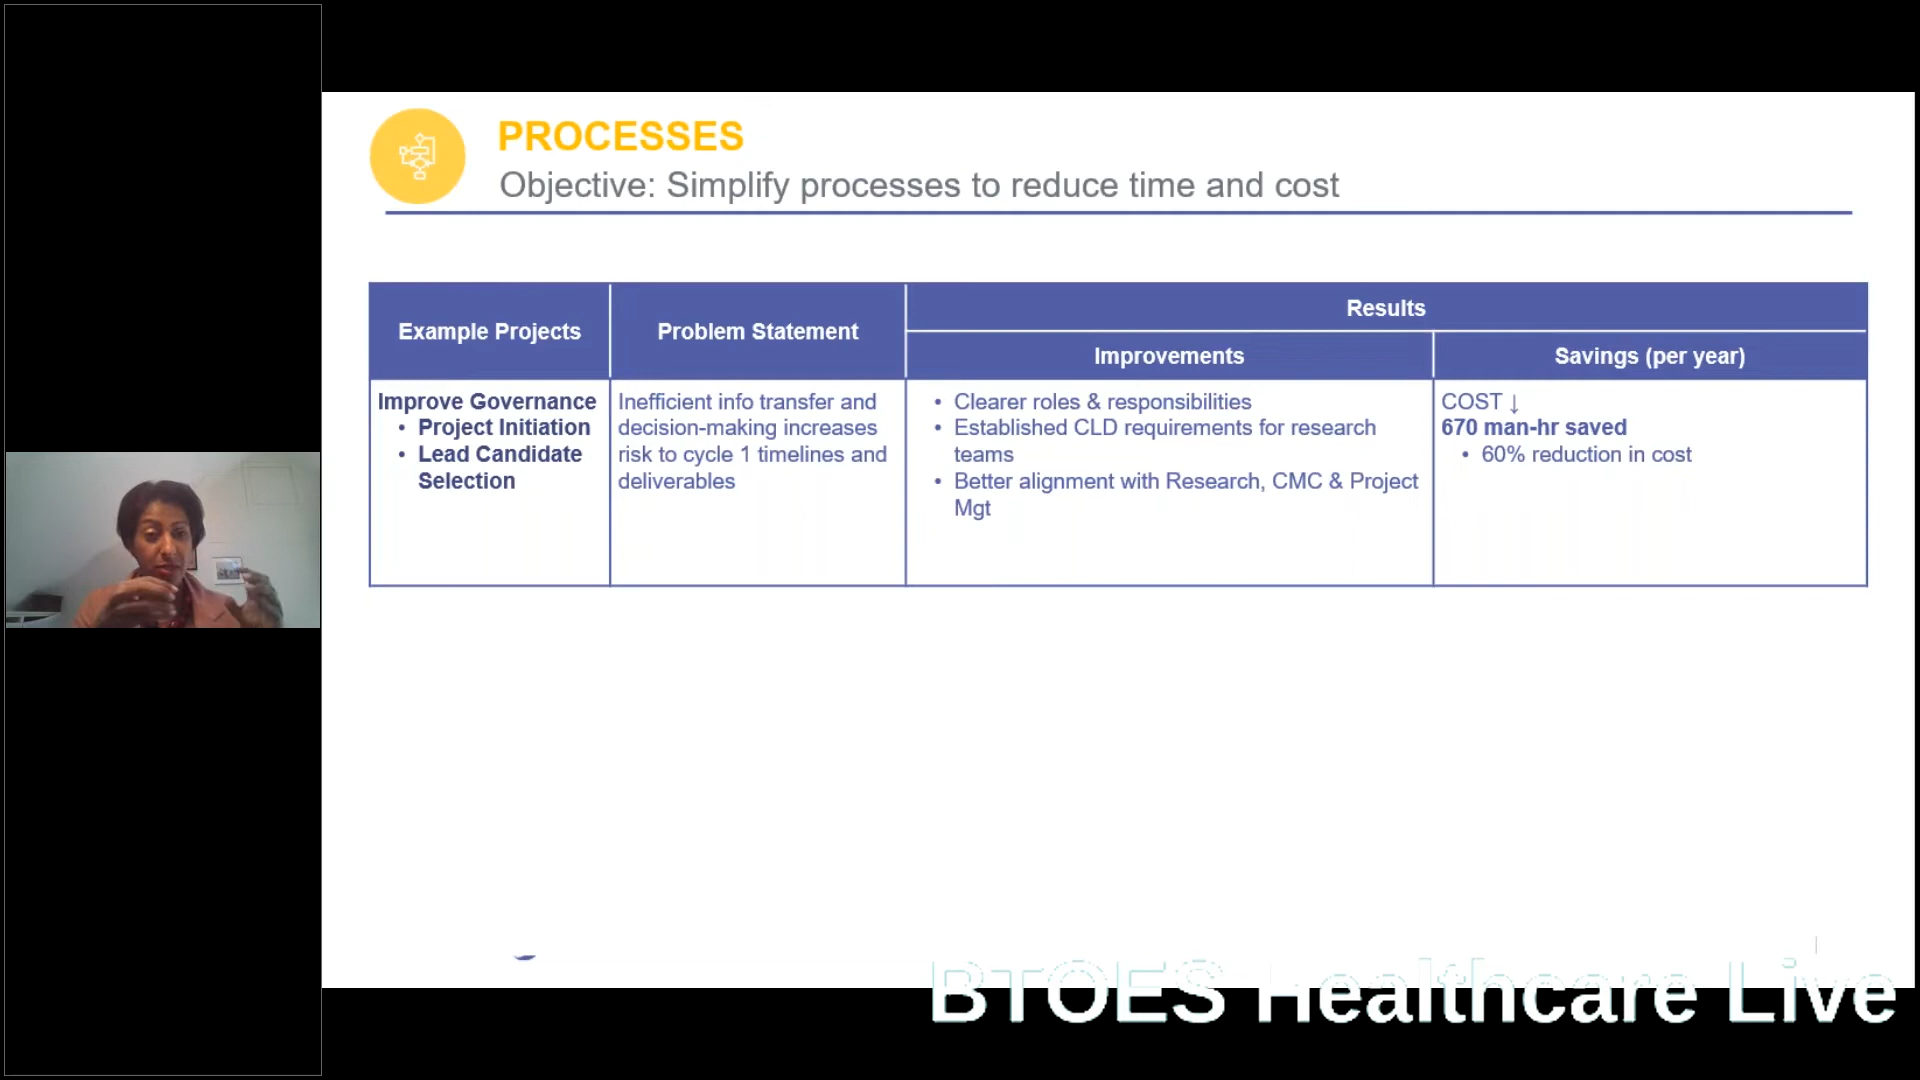 PROCESSES
Objective: Simplify processes to reduce time and cost
Example Projects
Problem Statement
Results
Improvements
Savings (per year)
Improve Governance
• Project Initiation
• Lead Candidate
Selection
Inefficient info transfer and
decision-making increases
risk to cycle 1 timelines and
deliverables
• Clearer roles & responsibilities
• Established CLD requirements for research
teams
• Better alignment with Research, CMC & Project
Mgt
COST ↓
670 man-hr saved
• 60% reduction in cost
BTOES Healthcare Live